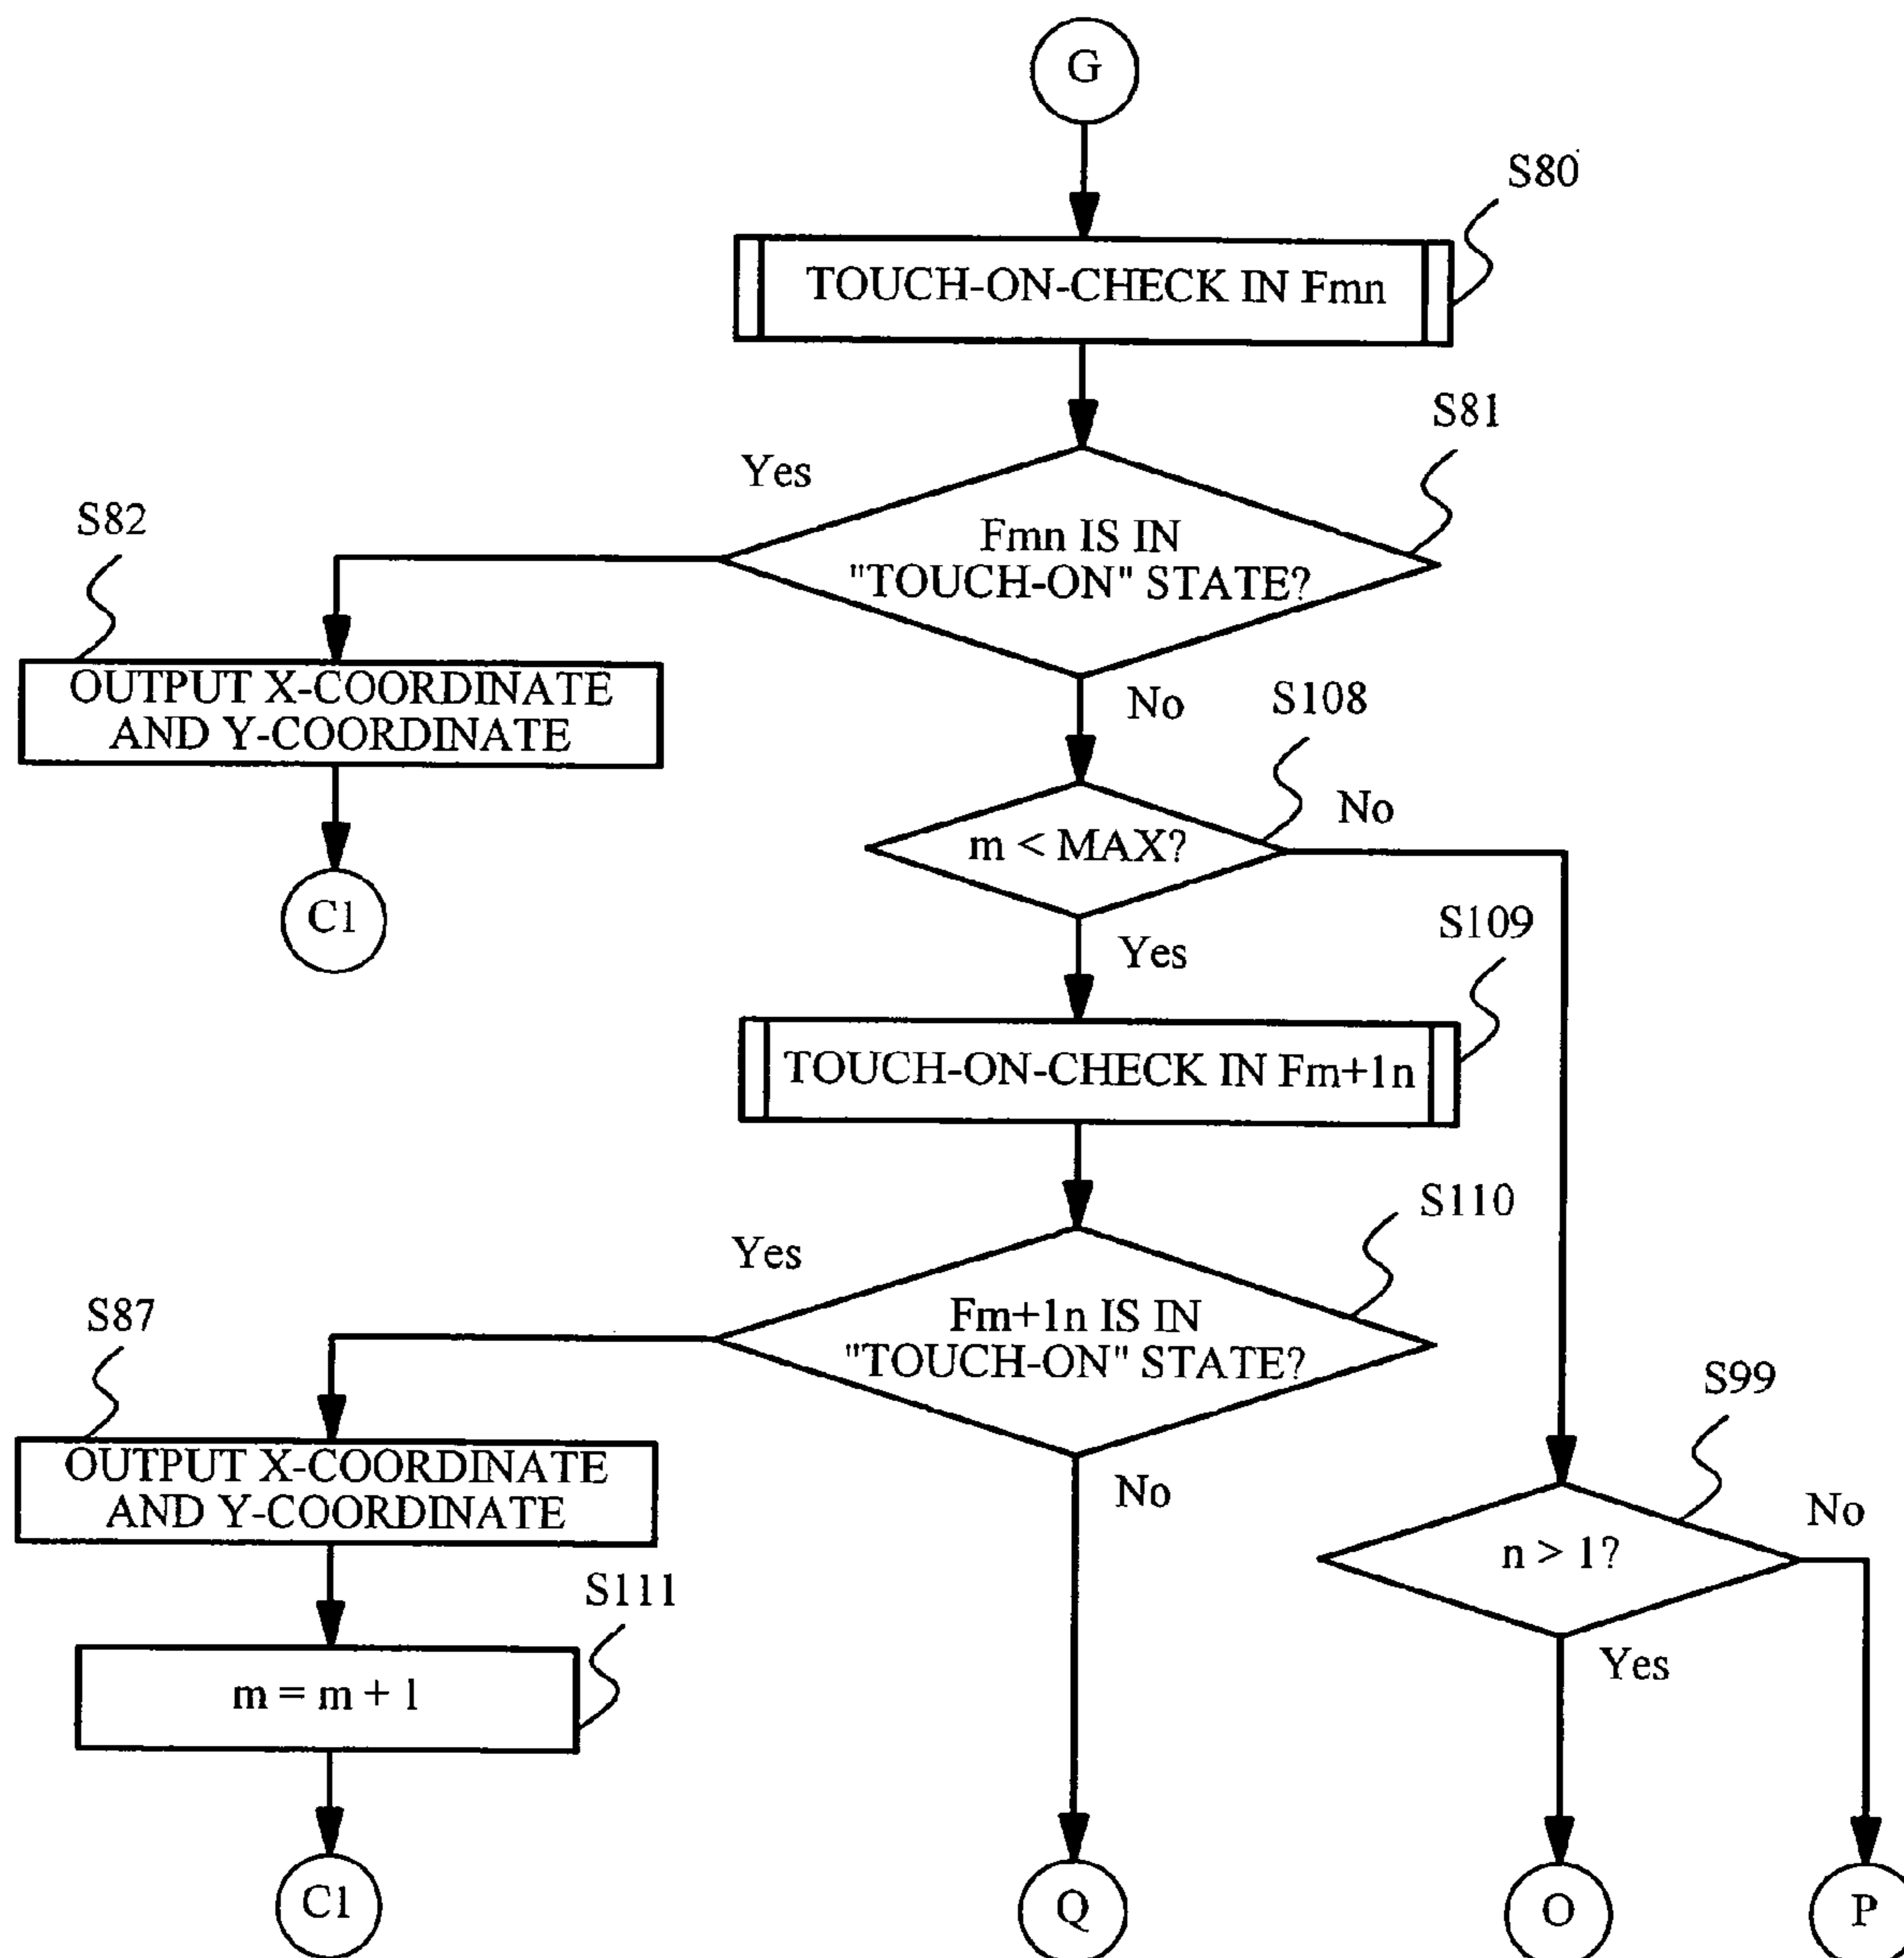 G
S80
TOUCH-ON-CHECK IN Fmn
S81
Yes
S82
Fmn IS IN
"TOUCH-ON" STATE?
OUTPUT X-COORDINATE
AND Y-COORDINATE
No
S108
No
m < MAX?
C1
S109
Yes
TOUCH-ON-CHECK IN Fm+1n
S110
Yes
S87
Fm+1n IS IN
"TOUCH-ON" STATE?
S99
OUTPUT X-COORDINATE
AND Y-COORDINATE
No
No
n > 1?
S111
Yes
m = m + 1
C1
Q
O
P